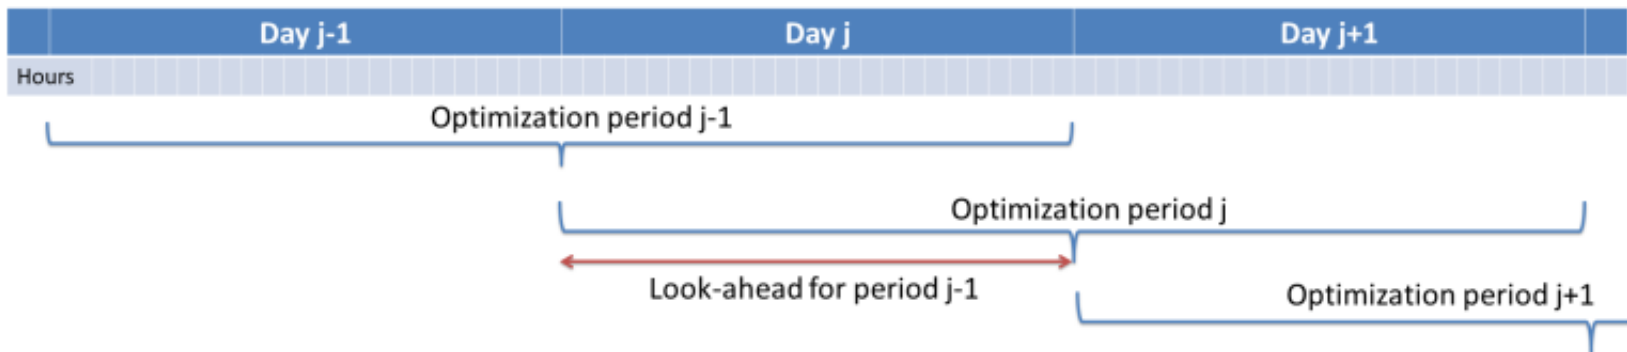 Day j-1 Day j Day j+1
Hours
Optimization period j-1
Optimization period j
Look-ahead for period j-1
Optimization period j+1